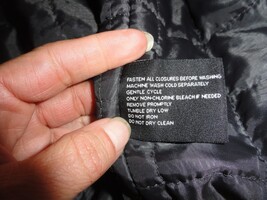 FASTEN ALL CLOSURES BEFORE WASHING
MACHINE WASH COLD SEPARATELY
GENTLE CYCLE
ONLY NON-CHLORINE BLEACH IF NEEDED
REMOVE PROMPTLY
TUMBLE DRY LOW
DO NOT IRON
DO NOT DRY CLEAN